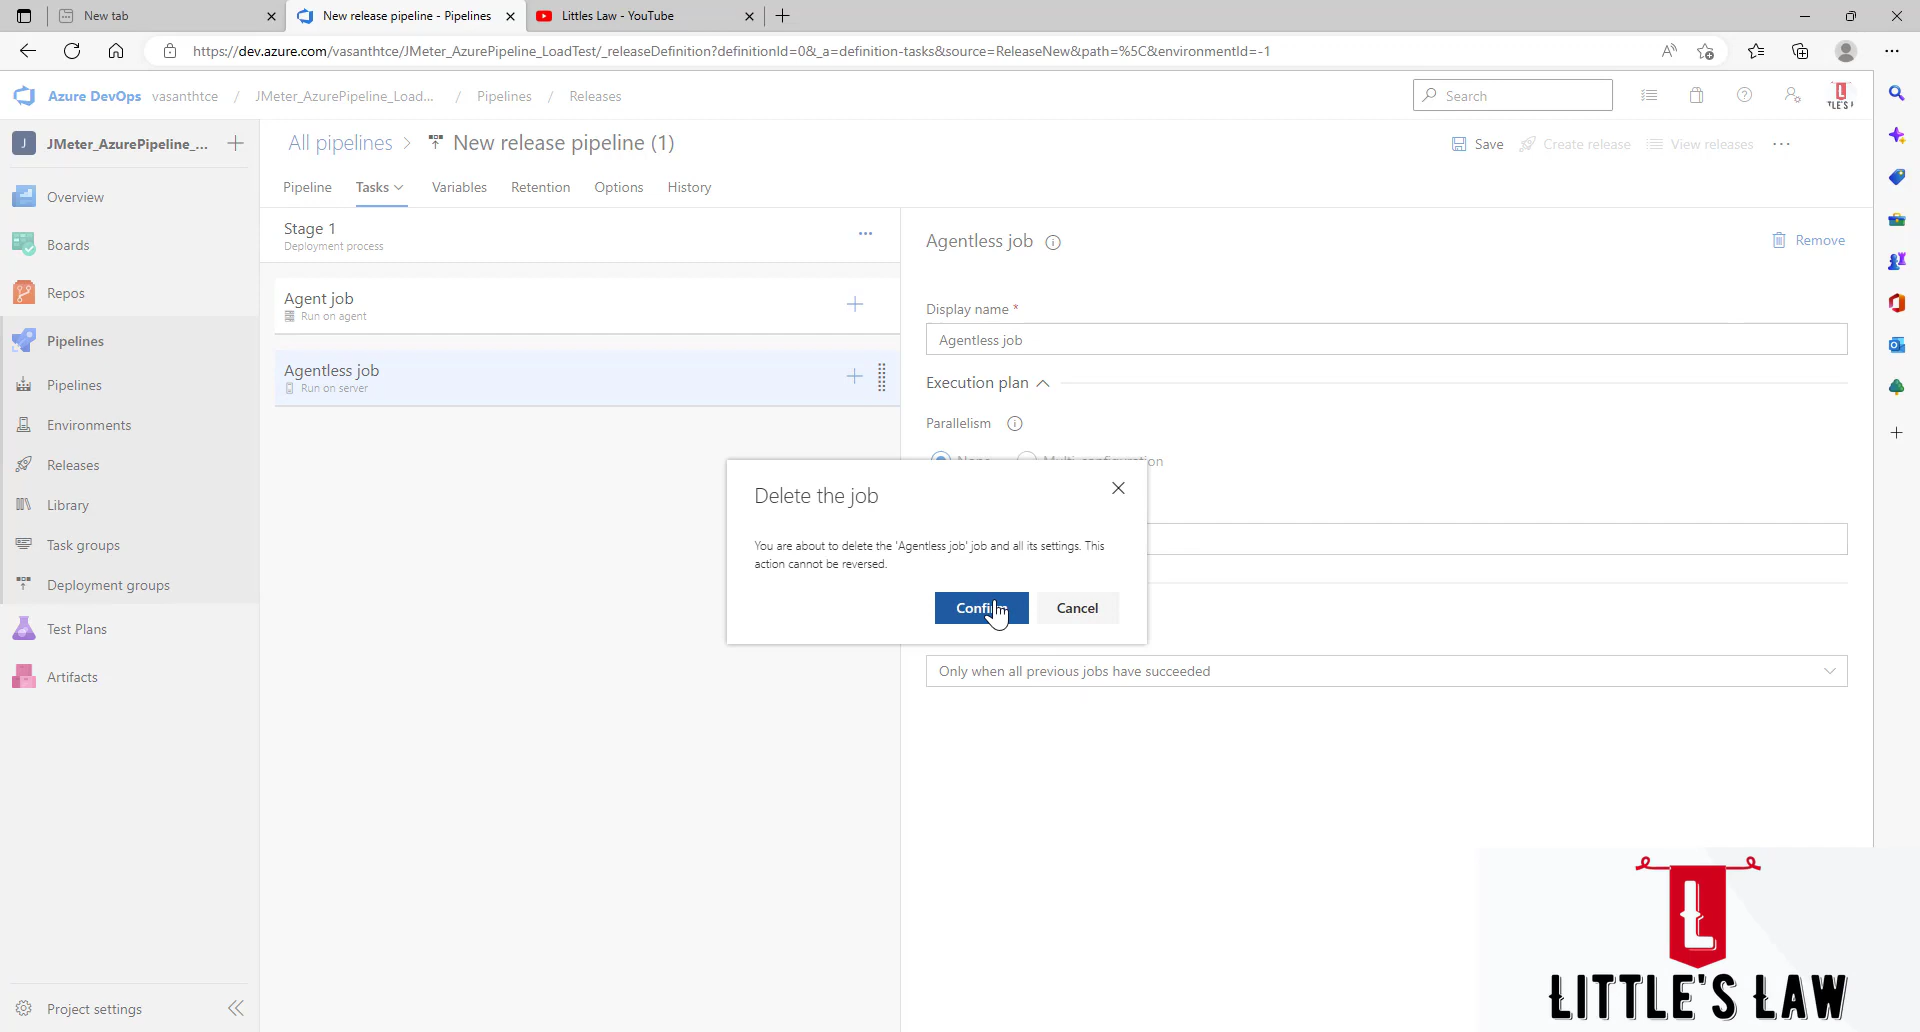 New tab
New release pipeline - Pipelines
Littles Law - YouTube
https://dev.azure.com/vasanthtce/JMeter_AzurePipeline_LoadTest/_releaseDefinition?definitionId=0&_a=definition-tasks&source=ReleaseNew&path=%5C&environmentId=-1
Azure DevOps vasanthtce / JMeter_AzurePipeline_Load... / Pipelines / Releases
Search
J JMeter_AzurePipeline_...
All pipelines > New release pipeline (1)
Save Create release View releases ...
Pipeline Tasks Variables Retention Options History
Overview
Boards
Repos
Pipelines
Pipelines
Environments
Releases
Library
Task groups
Deployment groups
Test Plans
Artifacts
Project settings
Stage 1
Deployment process
Agent job
Run on agent
Agentless job
Run on server
Agentless job
Remove
Display name *
Agentless job
Execution plan
Parallelism
Delete the job
You are about to delete the 'Agentless job' job and all its settings. This
action cannot be reversed.
Cancel
Only when all previous jobs have succeeded
L
LITTLE'S LAW